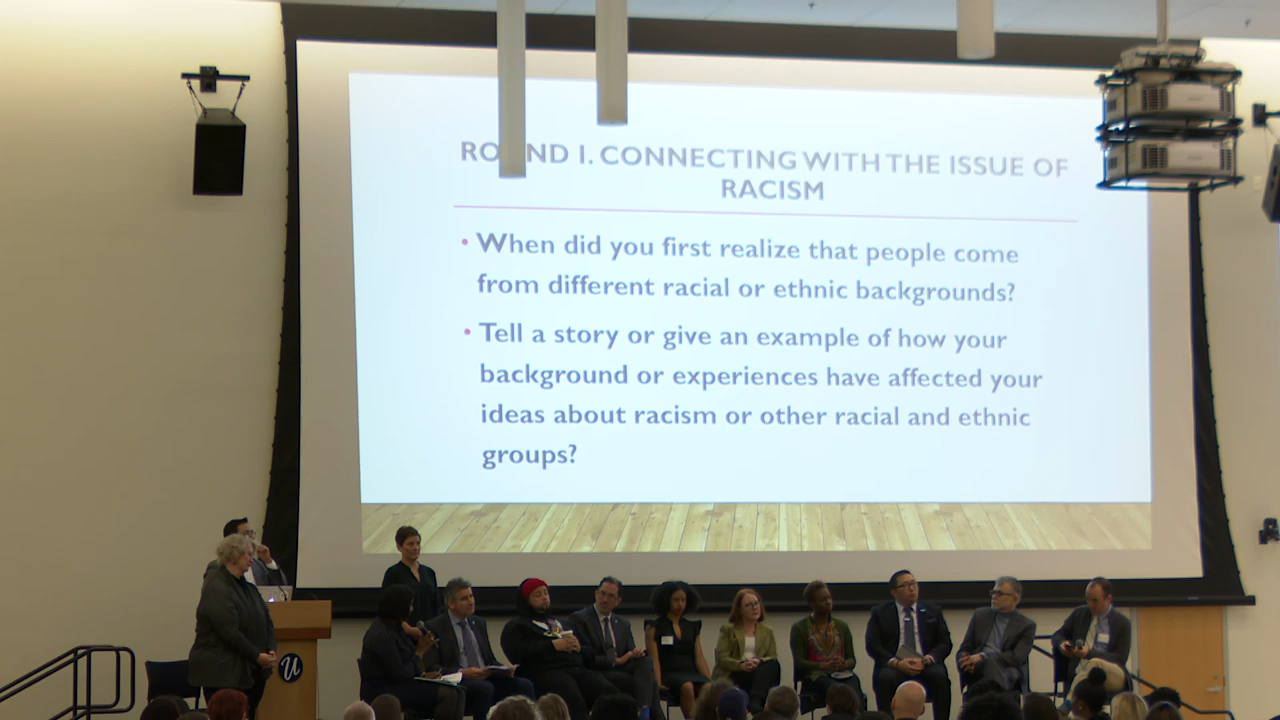 ROUND I. CONNECTING WITH THE ISSUE OF
RACISM
• When did you first realize that people come
from different racial or ethnic backgrounds?
• Tell a story or give an example of how your
background or experiences have affected your
ideas about racism or other racial and ethnic
groups?
U